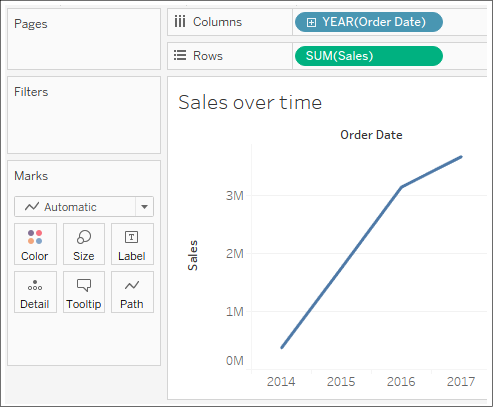 Pages
Columns
YEAR(Order Date)
Rows
SUM(Sales)
Filters
Sales over time
Order Date
Marks
Automatic
Color
Size
Label
Detail
Tooltip
Path
Sales
3M
2M
1M
0M
2014
2015
2016
2017